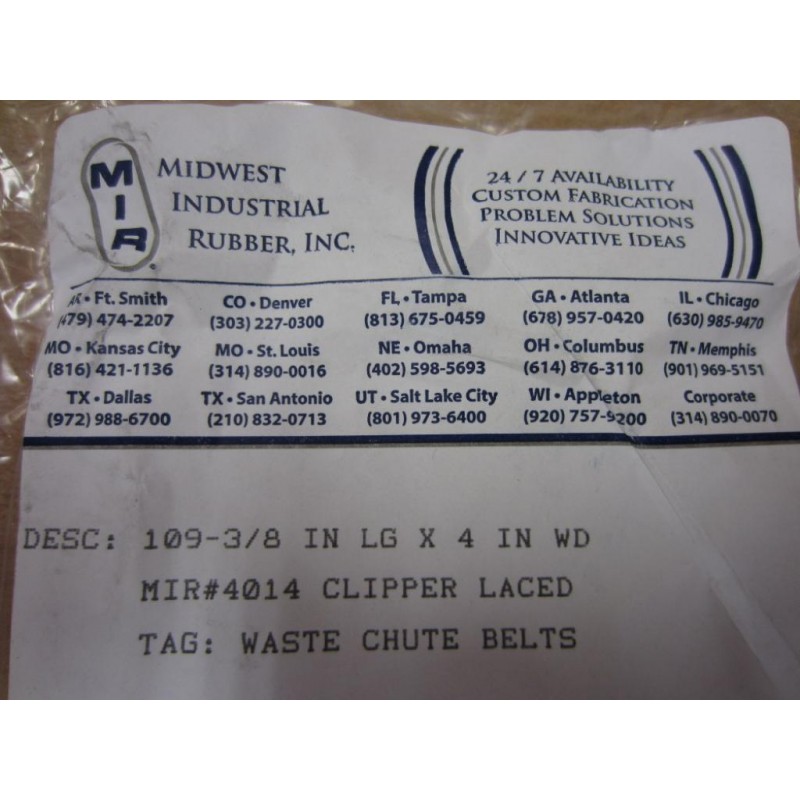 MIR
MIDWEST
INDUSTRIAL
RUBBER, INC.
24 / 7 AVAILABILITY
CUSTOM FABRICATION
PROBLEM SOLUTIONS
INNOVATIVE IDEAS
AR • Ft. Smith CO • Denver FL • Tampa GA • Atlanta IL • Chicago
(479) 474-2207 (303) 227-0300 (813) 675-0459 (678) 957-0420 (630) 985-9470
MO • Kansas City MO • St. Louis NE • Omaha OH • Columbus TN • Memphis
(816) 421-1136 (314) 890-0016 (402) 598-5693 (614) 876-3110 (901) 969-5151
TX • Dallas TX • San Antonio UT • Salt Lake City WI • Appleton Corporate
(972) 988-6700 (210) 832-0713 (801) 973-6400 (920) 757-9200 (314) 890-0070
DESC: 109-3/8 IN LG X 4 IN WD
MIR#4014 CLIPPER LACED
TAG: WASTE CHUTE BELTS